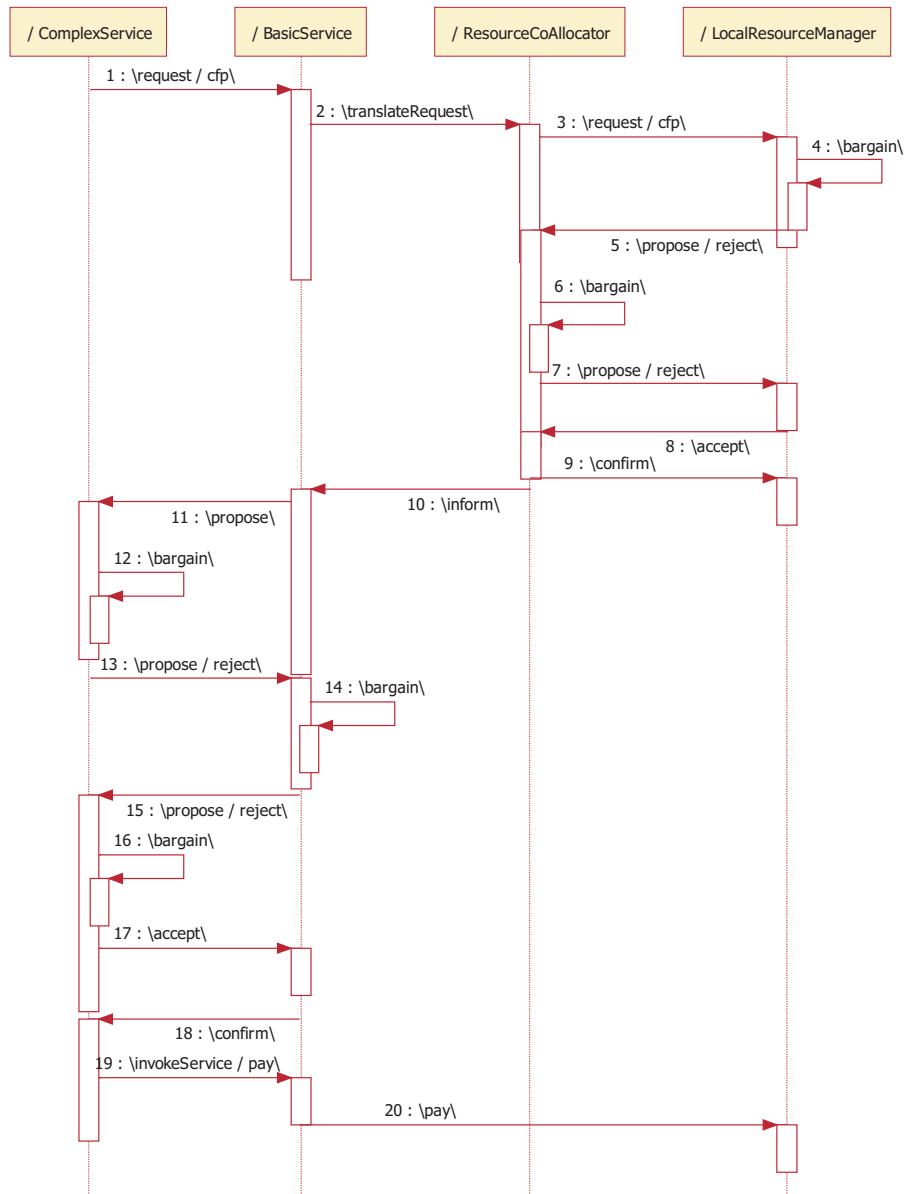 / ComplexService
/ BasicService
/ ResourceCoAllocator
/ LocalResourceManager
1 : \request / cfp\
2 : \translateRequest\
3 : \request / cfp\
4 : \bargain\
5 : \propose / reject\
6 : \bargain\
7 : \propose / reject\
8 : \accept\
9 : \confirm\
10 : \inform\
11 : \propose\
12 : \bargain\
13 : \propose / reject\
14 : \bargain\
15 : \propose / reject\
16 : \bargain\
17 : \accept\
18 : \confirm\
19 : \invokeService / pay\
20 : \pay\